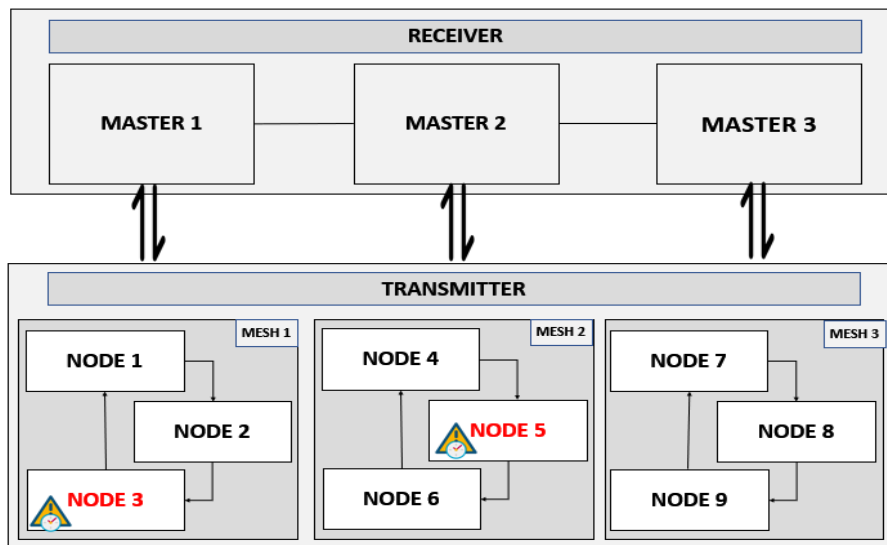 RECEIVER
MASTER 1
MASTER 2
MASTER 3
TRANSMITTER
MESH 1
NODE 1
NODE 2
NODE 3
MESH 2
NODE 4
NODE 5
NODE 6
MESH 3
NODE 7
NODE 8
NODE 9